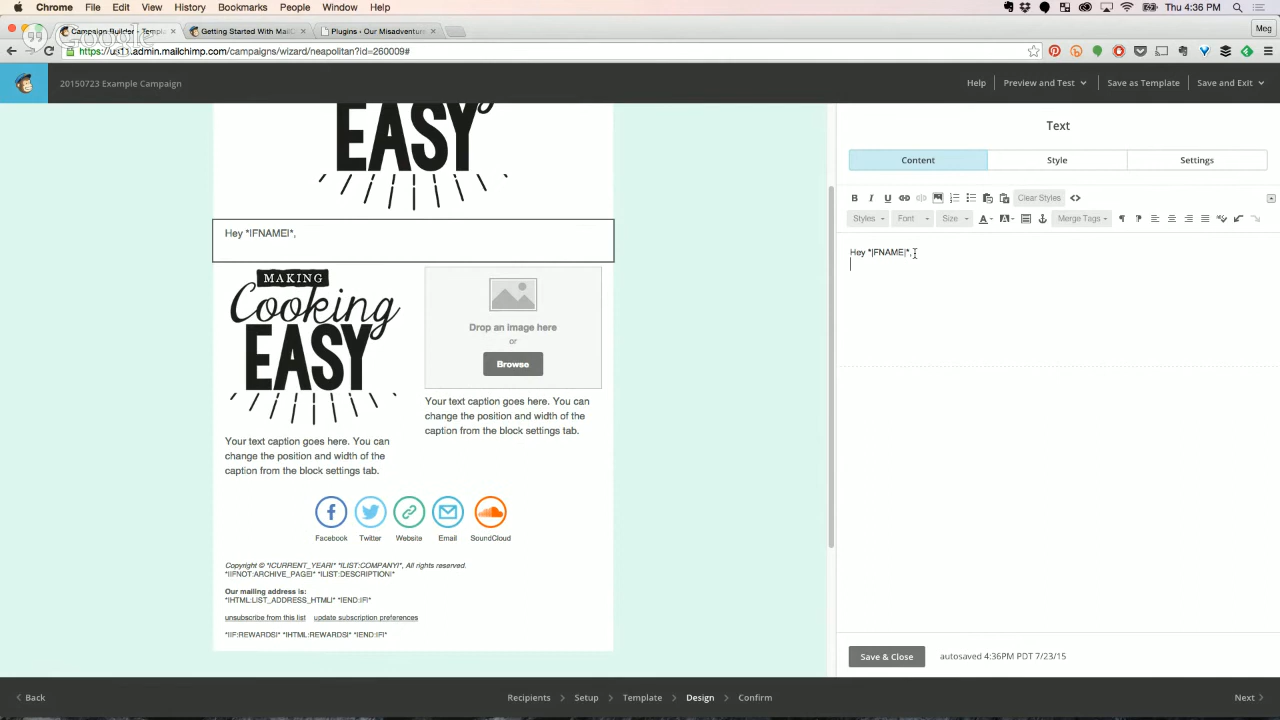 Chrome File Edit View History Bookmarks People Window Help Thu 4:36 PM
Campaign Builder - Templa Getting Started With MailC Plugins ‹ Our Misadventure Meg
Google
https://us11.admin.mailchimp.com/campaigns/wizard/neapolitan?id=260009#
20150723 Example Campaign Help Preview and Test Save as Template Save and Exit
EASY
Text
Content Style Settings
B I U Clear Styles <>
Styles Font Size A A Merge Tags
Hey *|FNAME|*,
Hey *|FNAME|*,
MAKING
Cooking
EASY
Drop an image here
or
Browse
Your text caption goes here. You can
change the position and width of the
caption from the block settings tab.
Your text caption goes here. You can
change the position and width of the
caption from the block settings tab.
Facebook Twitter Website Email SoundCloud
Copyright © *|CURRENT_YEAR|* *|LIST:COMPANY|*, All rights reserved.
*|IFNOT:ARCHIVE_PAGE|* *|LIST:DESCRIPTION|*
Our mailing address is:
*|HTML:LIST_ADDRESS_HTML|* *|END:IF|*
unsubscribe from this list update subscription preferences
*|IF:REWARDS|* *|HTML:REWARDS|* *|END:IF|*
Save & Close autosaved 4:36PM PDT 7/23/15
Back Recipients Setup Template Design Confirm Next